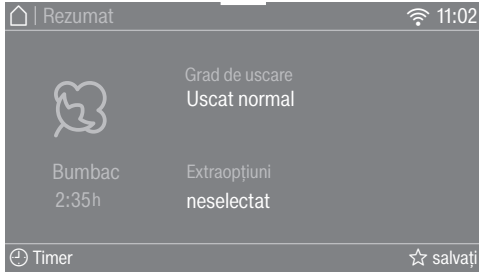 | Rezumat 11:02
Grad de uscare
Uscat normal
Bumbac
2:35h
Extraopțiuni
neselectat
Timer
salvați